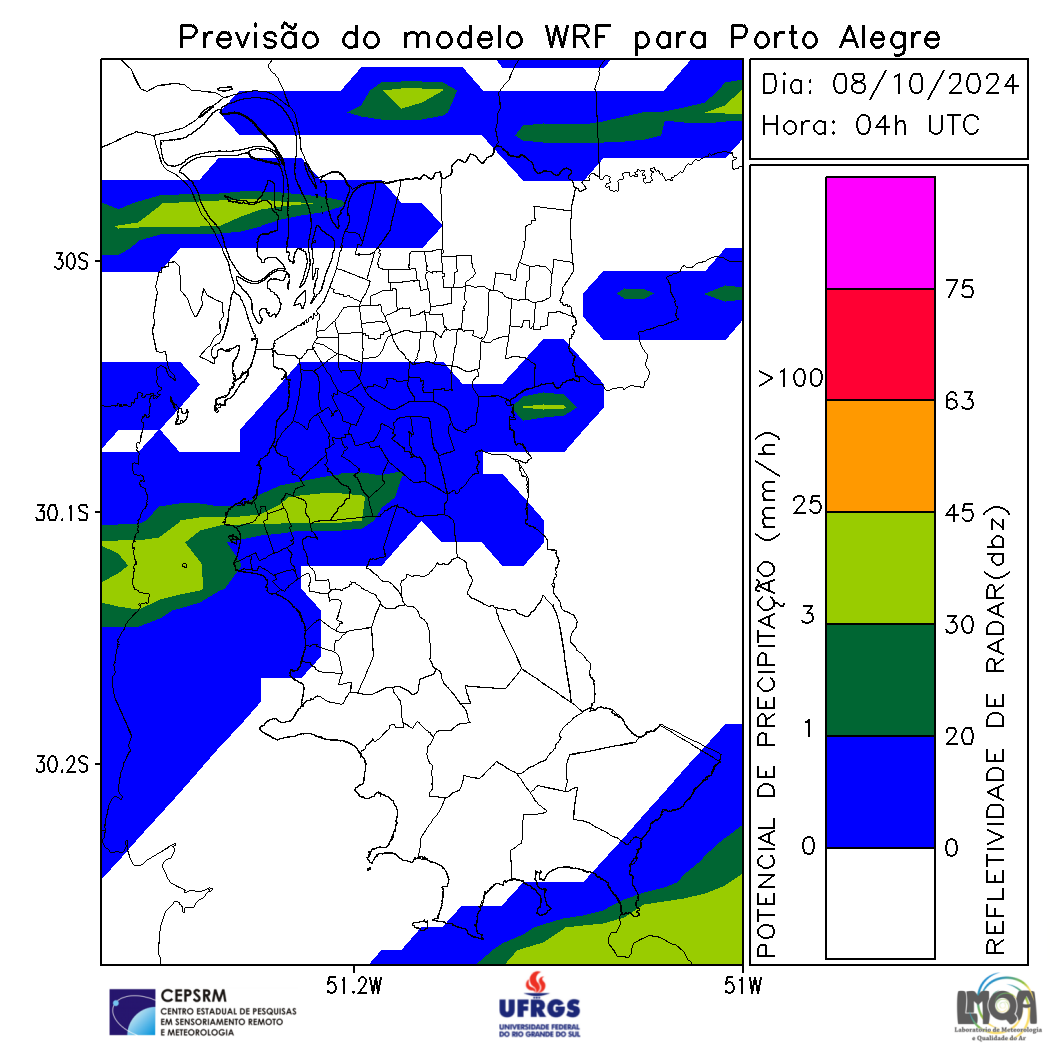 Previsão do modelo WRF para Porto Alegre
Dia: 08/10/2024
Hora: 04h UTC
30S
30.1S
30.2S
51.2W
51W
POTENCIAL DE PRECIPITAÇÃO (mm/h)
>100
25
3
1
0
75
63
45
30
20
0
REFLETIVIDADE DE RADAR(dbz)
CEPSRM
CENTRO ESTADUAL DE PESQUISAS
EM SENSORIAMENTO REMOTO
E METEOROLOGIA
UFRGS
UNIVERSIDADE FEDERAL
DO RIO GRANDE DO SUL
LMQA
Laboratório de Meteorologia
e Qualidade do Ar